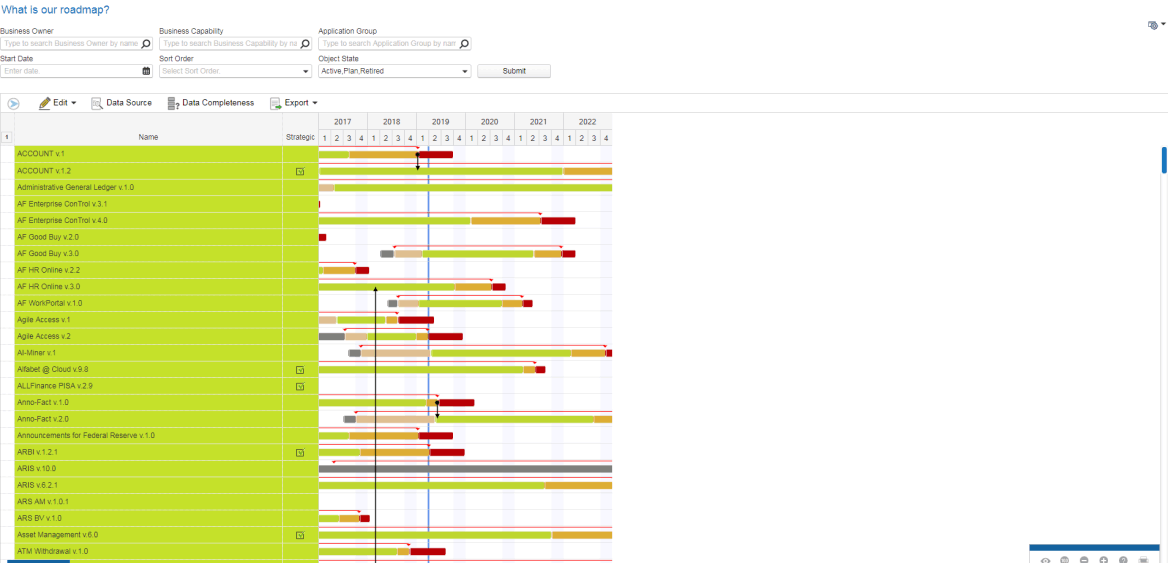 What is our roadmap?
Business Owner Business Capability Application Group
Type to search Business Owner by name Type to search Business Capability by na Type to search Application Group by nam
Start Date Sort Order Object State
Enter date Select Sort Order Active,Plan,Retired Submit
Edit Data Source Data Completeness Export
2017 2018 2019 2020 2021 2022
1 Name Strategic 1 2 3 4 1 2 3 4 1 2 3 4 1 2 3 4 1 2 3 4 1 2 3 4
ACCOUNT v.1
ACCOUNT v.1.2
Administrative General Ledger v.1.0
AF Enterprise ConTrol v.3.1
AF Enterprise ConTrol v.4.0
AF Good Buy v.2.0
AF Good Buy v.3.0
AF HR Online v.2.2
AF HR Online v.3.0
AF WorkPortal v.1.0
Agile Access v.1
Agile Access v.2
AI-Miner v.1
Alfabet @ Cloud v.9.8
ALLFinance PISA v.2.9
Anno-Fact v.1.0
Anno-Fact v.2.0
Announcements for Federal Reserve v.1.0
ARBI v.1.2.1
ARIS v.10.0
ARIS v.6.2.1
ARS AM v.1.0.1
ARS BV v.1.0
Asset Management v.6.0
ATM Withdrawal v.1.0